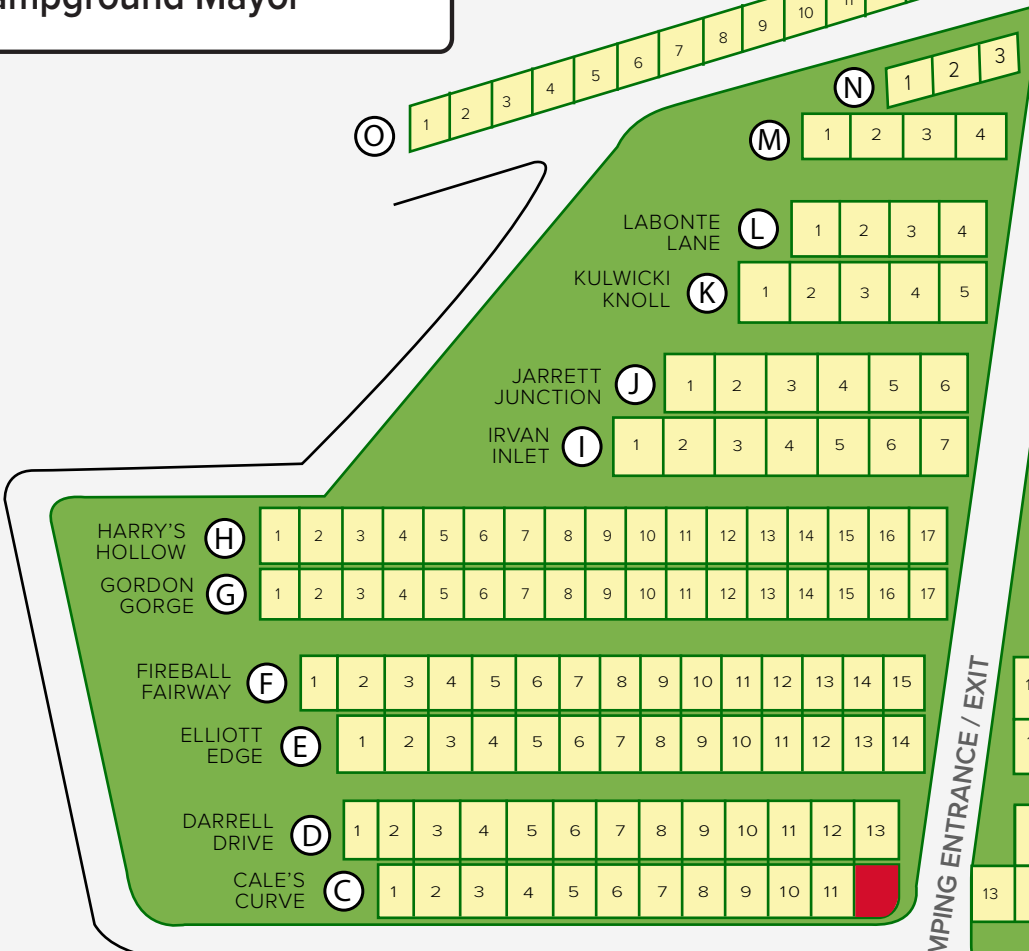 mpground Mayor
O 1 2 3 4 5 6 7 8 9 10 11
N 1 2 3
M 1 2 3 4
LABONTE
LANE
L 1 2 3 4
KULWICKI
KNOLL
K 1 2 3 4 5
JARRETT
JUNCTION
J 1 2 3 4 5 6
IRVAN
INLET
I 1 2 3 4 5 6 7
HARRY'S
HOLLOW
H 1 2 3 4 5 6 7 8 9 10 11 12 13 14 15 16 17
GORDON
GORGE
G 1 2 3 4 5 6 7 8 9 10 11 12 13 14 15 16 17
FIREBALL
FAIRWAY
F 1 2 3 4 5 6 7 8 9 10 11 12 13 14 15
ELLIOTT
EDGE
E 1 2 3 4 5 6 7 8 9 10 11 12 13 14
DARRELL
DRIVE
D 1 2 3 4 5 6 7 8 9 10 11 12 13
CALE'S
CURVE
C 1 2 3 4 5 6 7 8 9 10 11
MPING ENTRANCE / EXIT
13